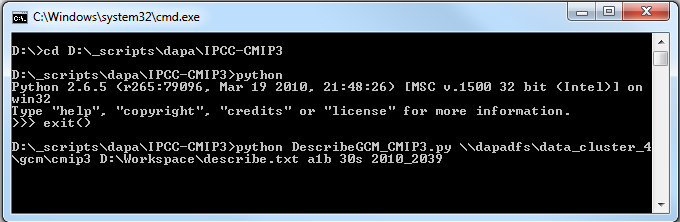 C:\Windows\system32\cmd.exe
D:\>cd D:\_scripts\dapa\IPCC-CMIP3
D:\_scripts\dapa\IPCC-CMIP3>python
Python 2.6.5 (r265:79096, Mar 19 2010, 21:48:26) [MSC v.1500 32 bit (Intel)] on
win32
Type "help", "copyright", "credits" or "license" for more information.
>>> exit()
D:\_scripts\dapa\IPCC-CMIP3>python DescribeGCM_CMIP3.py \\dapadfs\data_cluster_4
\gcm\cmip3 D:\Workspace\describe.txt a1b 30s 2010_2039